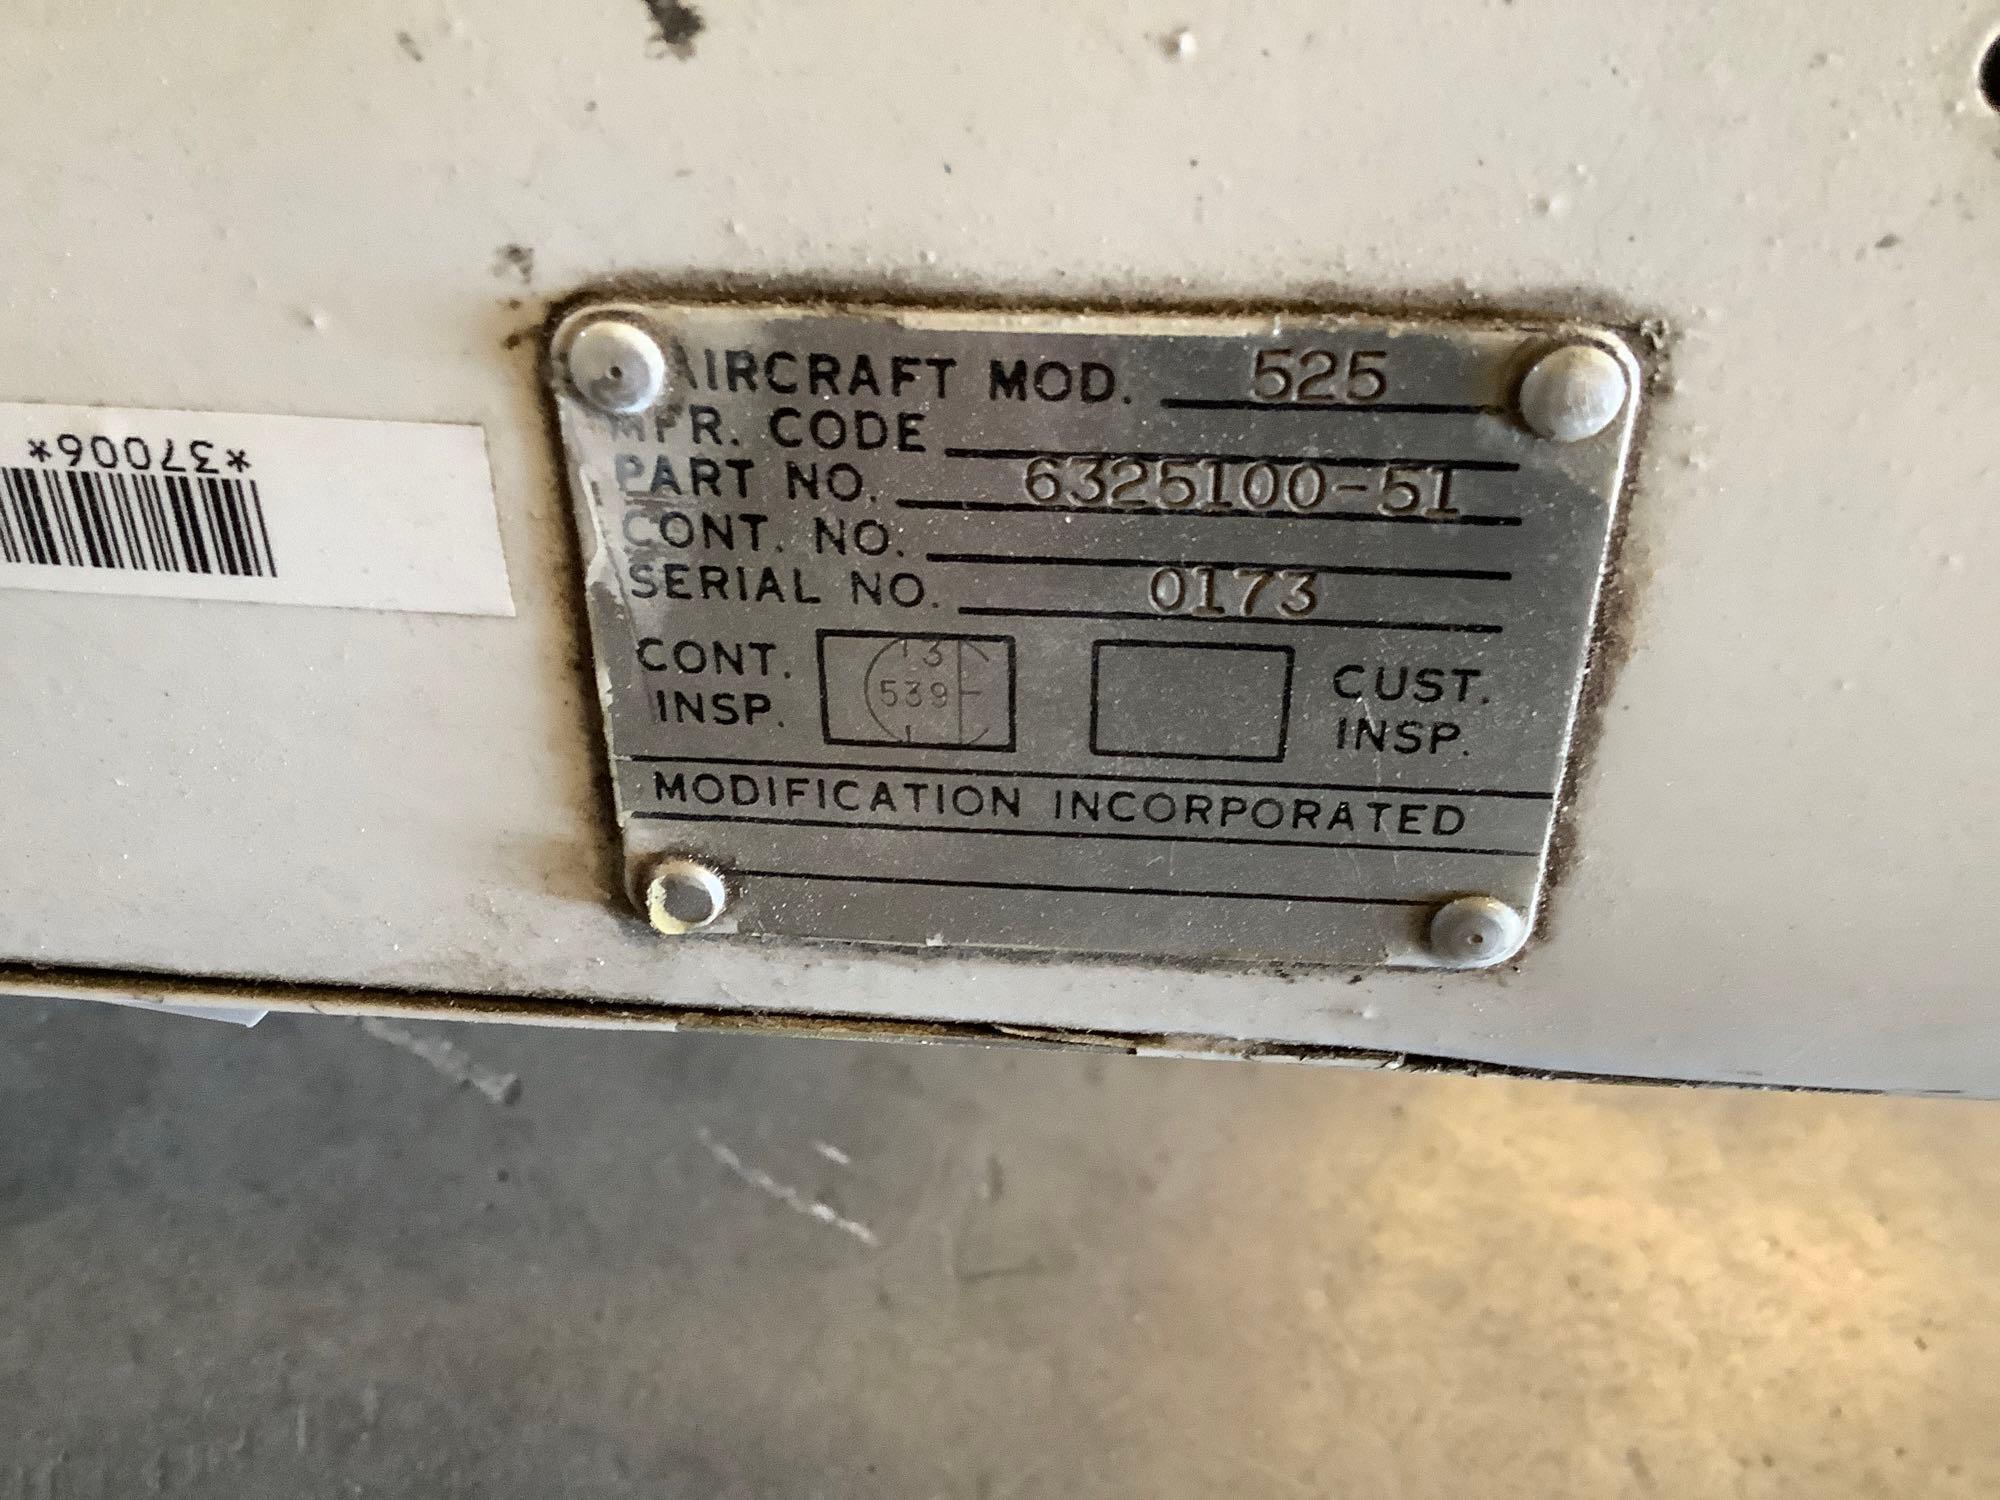 AIRCRAFT MOD. 525
MFR. CODE
PART NO. 6325100-51
CONT. NO.
SERIAL NO. 0173
CONT. INSP.
3
539
CUST. INSP.
MODIFICATION INCORPORATED
*37006*